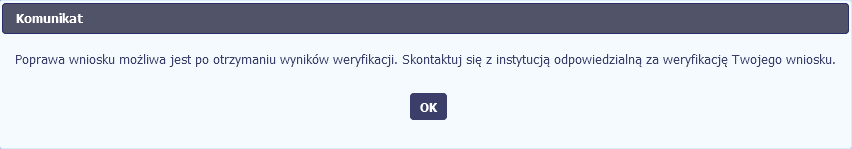 Komunikat
Poprawa wniosku możliwa jest po otrzymaniu wyników weryfikacji. Skontaktuj się z instytucją odpowiedzialną za weryfikację Twojego wniosku.
OK